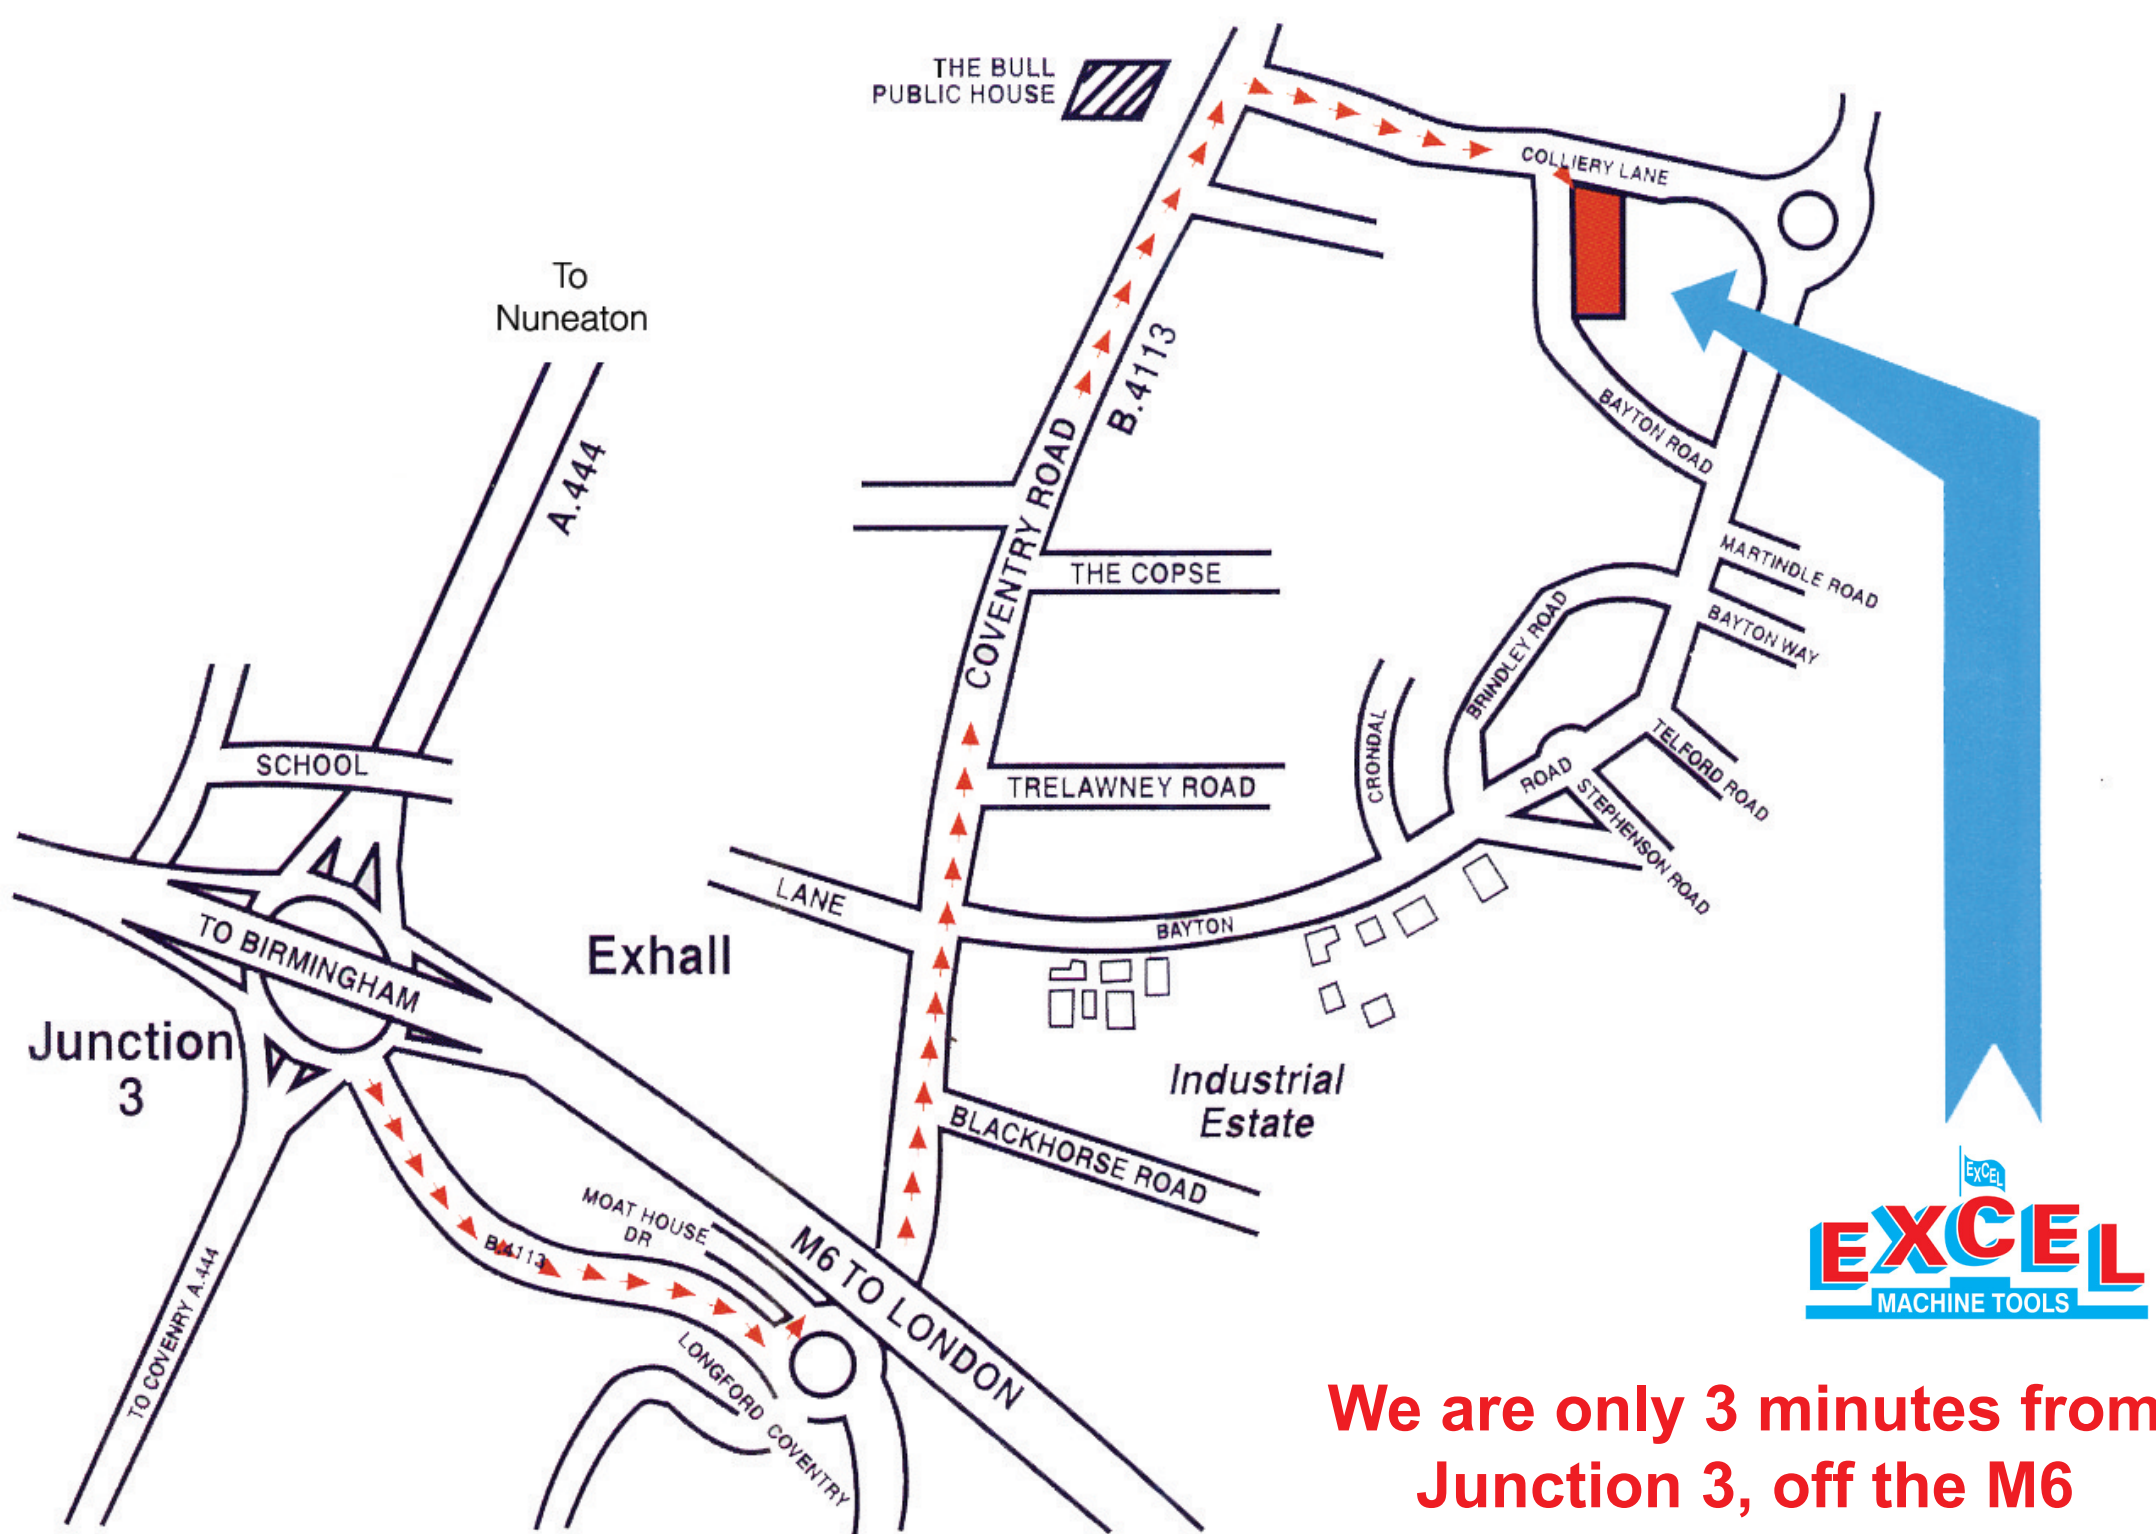 THE BULL
PUBLIC HOUSE
COLLIERY LANE
To
Nuneaton
B.4113
A.444
COVENTRY ROAD
BAYTON ROAD
THE COPSE
MARTINDLE ROAD
BAYTON WAY
BRINDLEY ROAD
CRONDAL
SCHOOL
TRELAWNEY ROAD
ROAD
TELFORD ROAD
STEPHENSON ROAD
LANE
BAYTON
TO BIRMINGHAM
Exhall
Junction
3
Industrial
Estate
BLACKHORSE ROAD
MOAT HOUSE
DR
B.4113
M6 TO LONDON
TO COVENRY A.444
LONGFORD
COVENTRY
EXCEL
EXCEL
MACHINE TOOLS
We are only 3 minutes from
Junction 3, off the M6